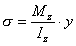 σ = M_z / I_z · y